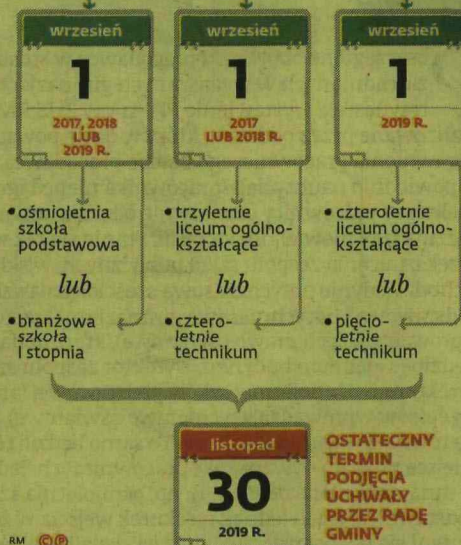 wrzesień
1
2017, 2018
LUB
2019 R.
• ośmioletnia
szkoła
podstawowa
lub
• branżowa
szkoła
I stopnia
wrzesień
1
2017
LUB 2018 R.
• trzyletnie
liceum ogólno-
kształcące
lub
• cztero-
letnie
technikum
wrzesień
1
2019 R.
• czteroletnie
liceum ogólno-
kształcące
lub
• pięcio-
letnie
technikum
listopad
30
2019 R.
OSTATECZNY
TERMIN
PODJĘCIA
UCHWAŁY
PRZEZ RADĘ
GMINY
RM ©℗